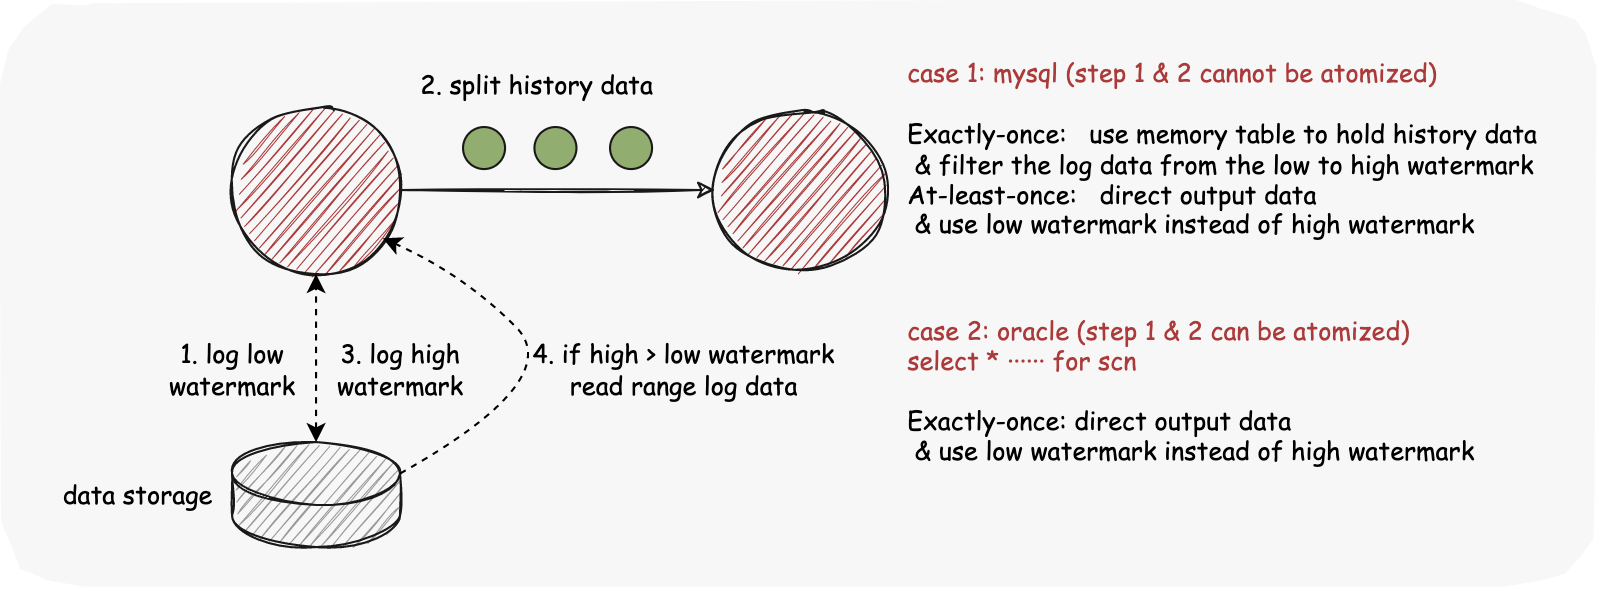 2. split history data
1. log low
watermark
3. log high
watermark
4. if high > low watermark
read range log data
data storage
case 1: mysql (step 1 & 2 cannot be atomized)
Exactly-once: use memory table to hold history data
& filter the log data from the low to high watermark
At-least-once: direct output data
& use low watermark instead of high watermark
case 2: oracle (step 1 & 2 can be atomized)
select * ⋯⋯ for scn
Exactly-once: direct output data
& use low watermark instead of high watermark